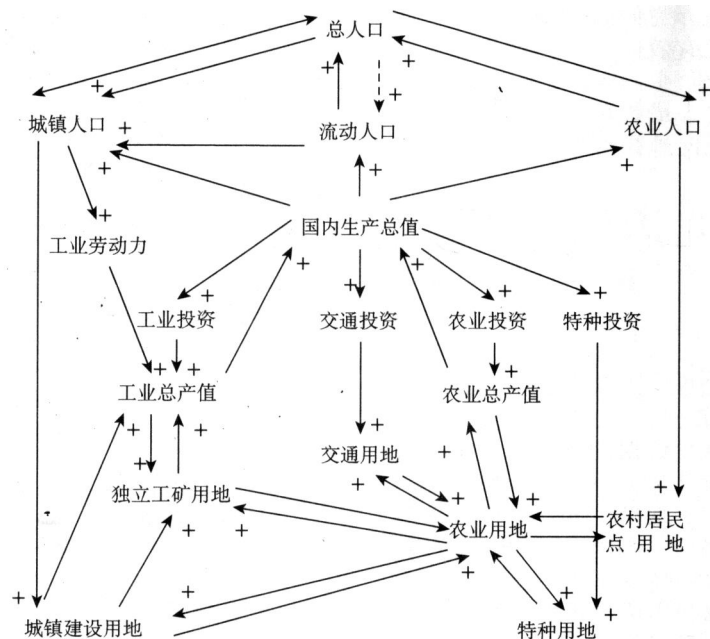 总人口
城镇人口
流动人口
农业人口
国内生产总值
工业劳动力
工业投资
交通投资
农业投资
特种投资
工业总产值
农业总产值
交通用地
独立工矿用地
农业用地
农村居民
点用地
城镇建设用地
特种用地